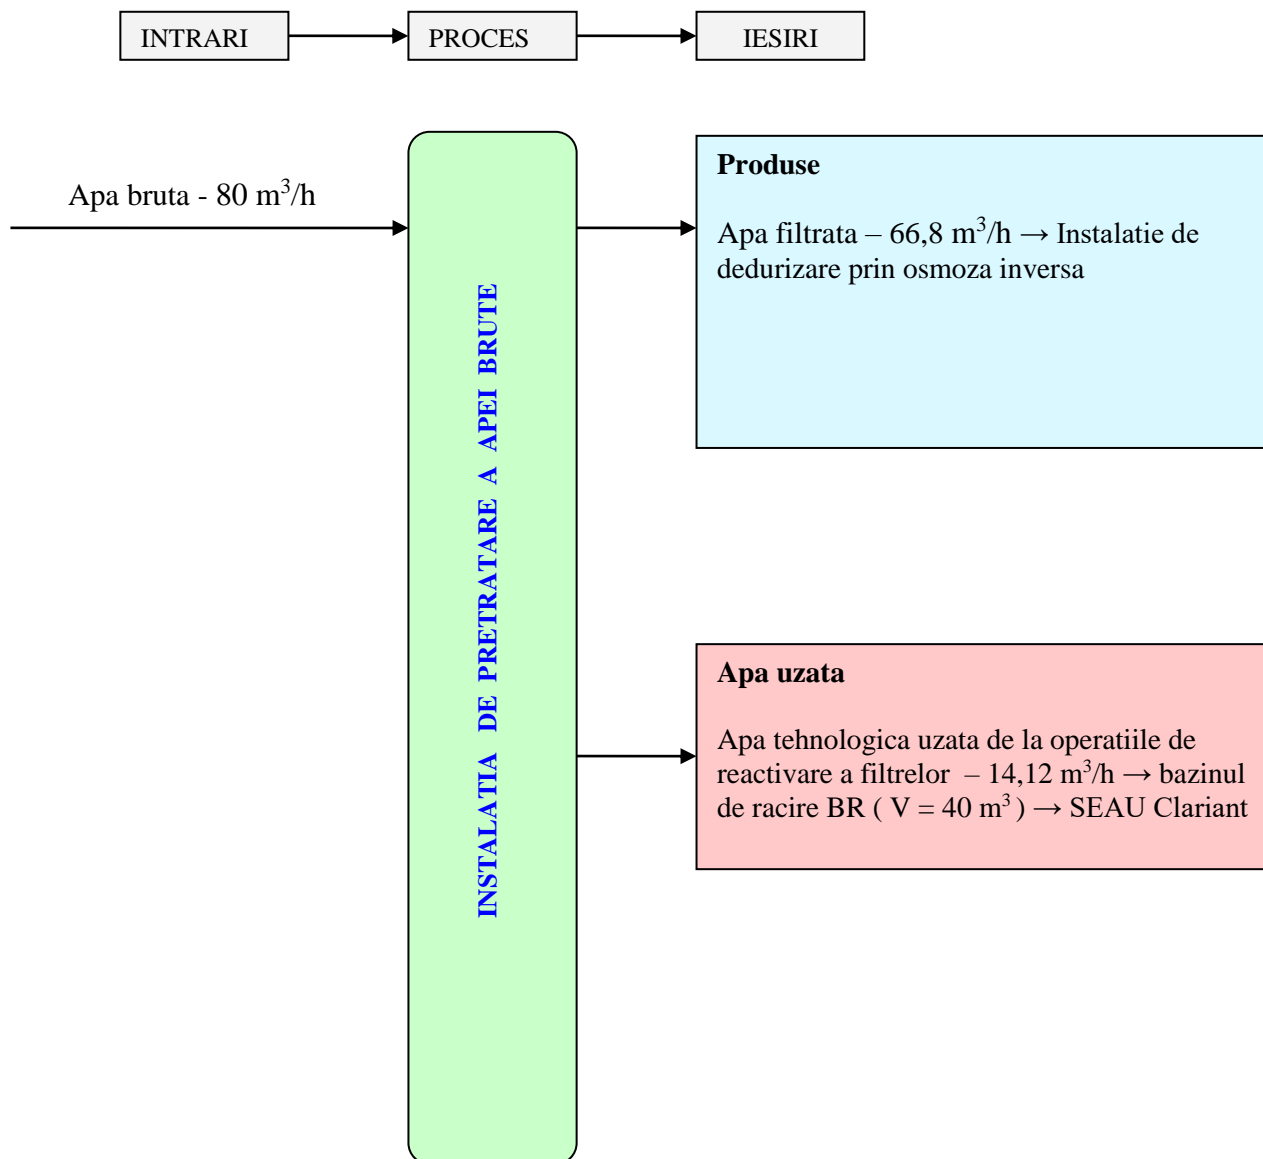 INTRARI
PROCES
IESIRI
Apa bruta - 80 m³/h
INSTALATIA DE PRETRATARE A APEI BRUTE
Produse
Apa filtrata – 66,8 m³/h → Instalatie de
dedurizare prin osmoza inversa
Apa uzata
Apa tehnologica uzata de la operatiile de
reactivare a filtrelor – 14,12 m³/h → bazinul
de racire BR ( V = 40 m³ ) → SEAU Clariant